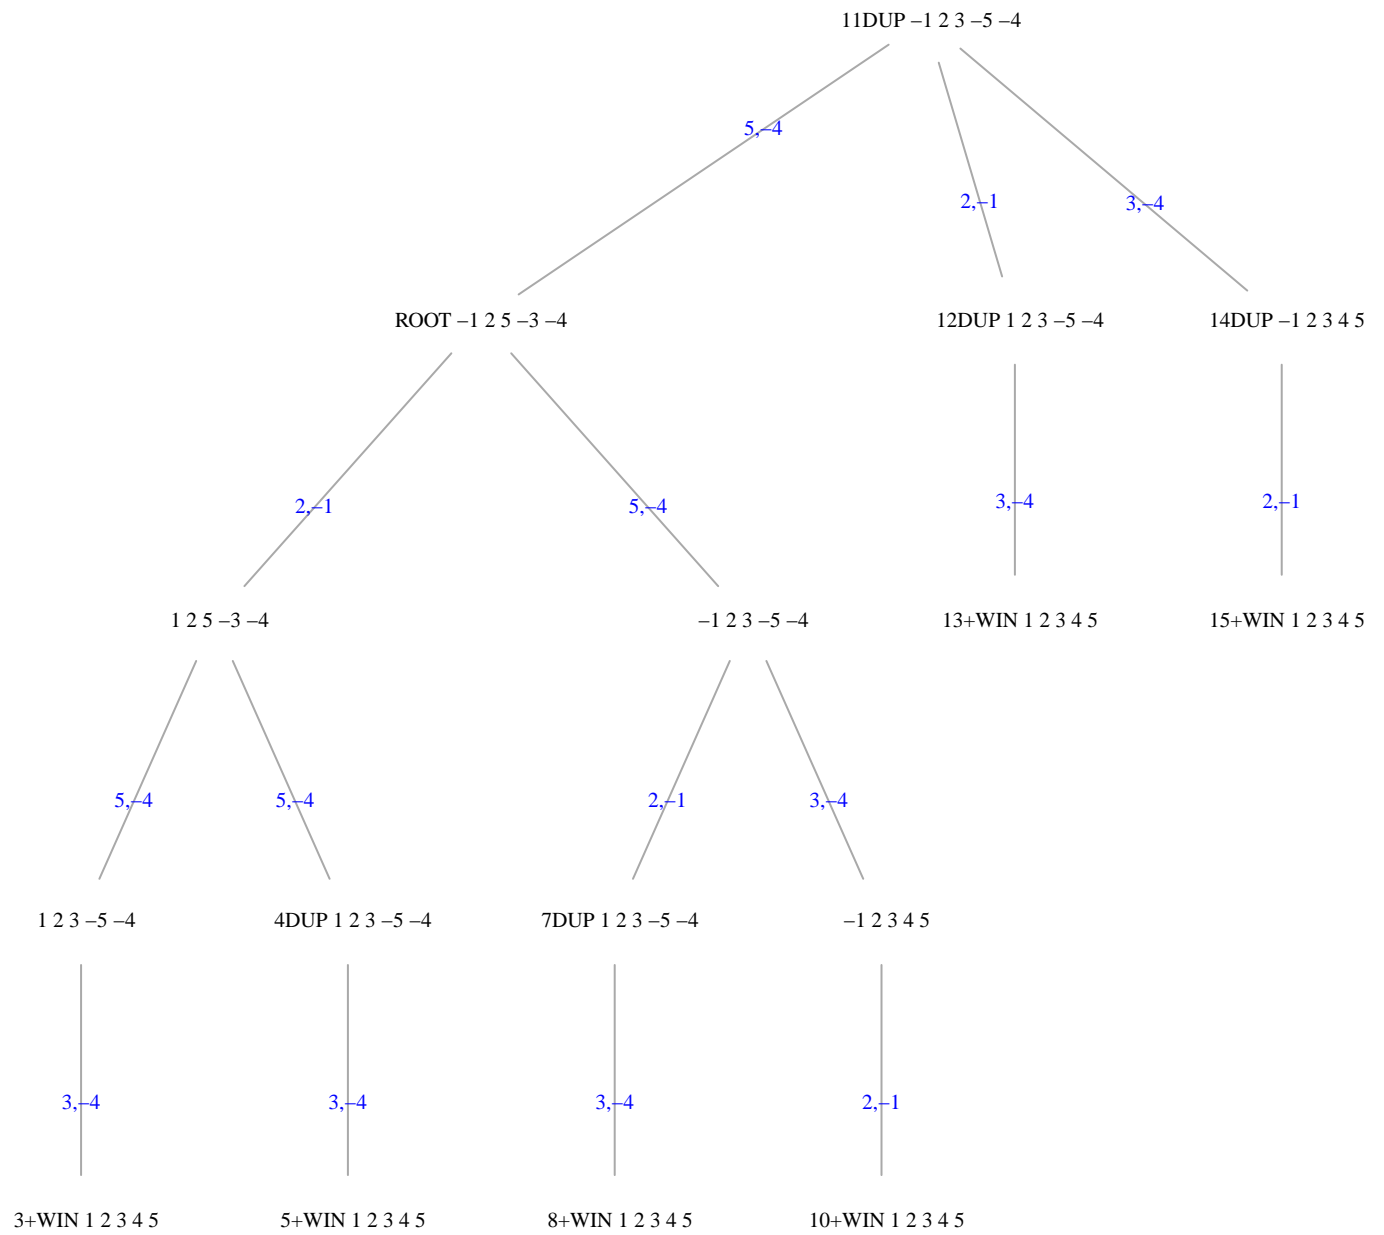 11DUP −1 2 3 −5 −4
5,−4
2,−1
3,−4
ROOT −1 2 5 −3 −4
12DUP 1 2 3 −5 −4
14DUP −1 2 3 4 5
2,−1
5,−4
3,−4
2,−1
1 2 5 −3 −4
−1 2 3 −5 −4
13+WIN 1 2 3 4 5
15+WIN 1 2 3 4 5
5,−4
5,−4
2,−1
3,−4
1 2 3 −5 −4
4DUP 1 2 3 −5 −4
7DUP 1 2 3 −5 −4
−1 2 3 4 5
3,−4
3,−4
3,−4
2,−1
3+WIN 1 2 3 4 5
5+WIN 1 2 3 4 5
8+WIN 1 2 3 4 5
10+WIN 1 2 3 4 5